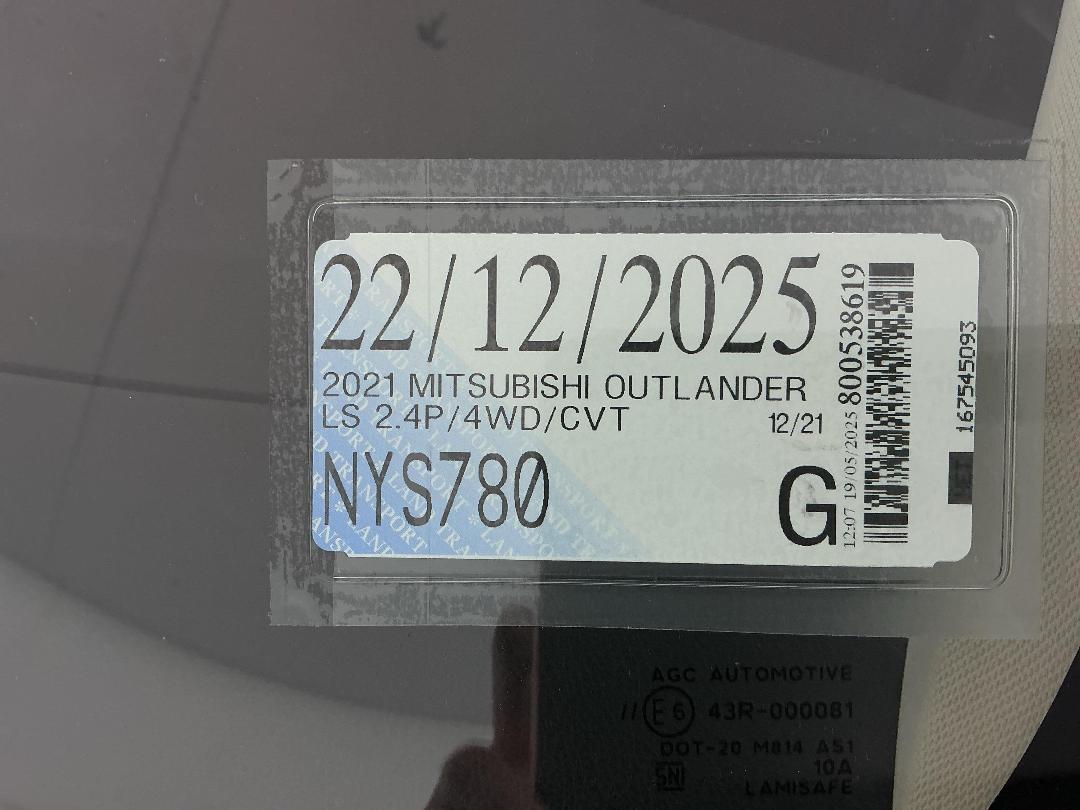 22/12/2025
2021 MITSUBISHI OUTLANDER
LS 2.4P/4WD/CVT 12/21
NYS780 G
12:07 19/05/2025 800538619
167545093
AGC AUTOMOTIVE
// E6 43R-000081
DOT-20 M814 AS1
SNI 10A
LAMISAFE